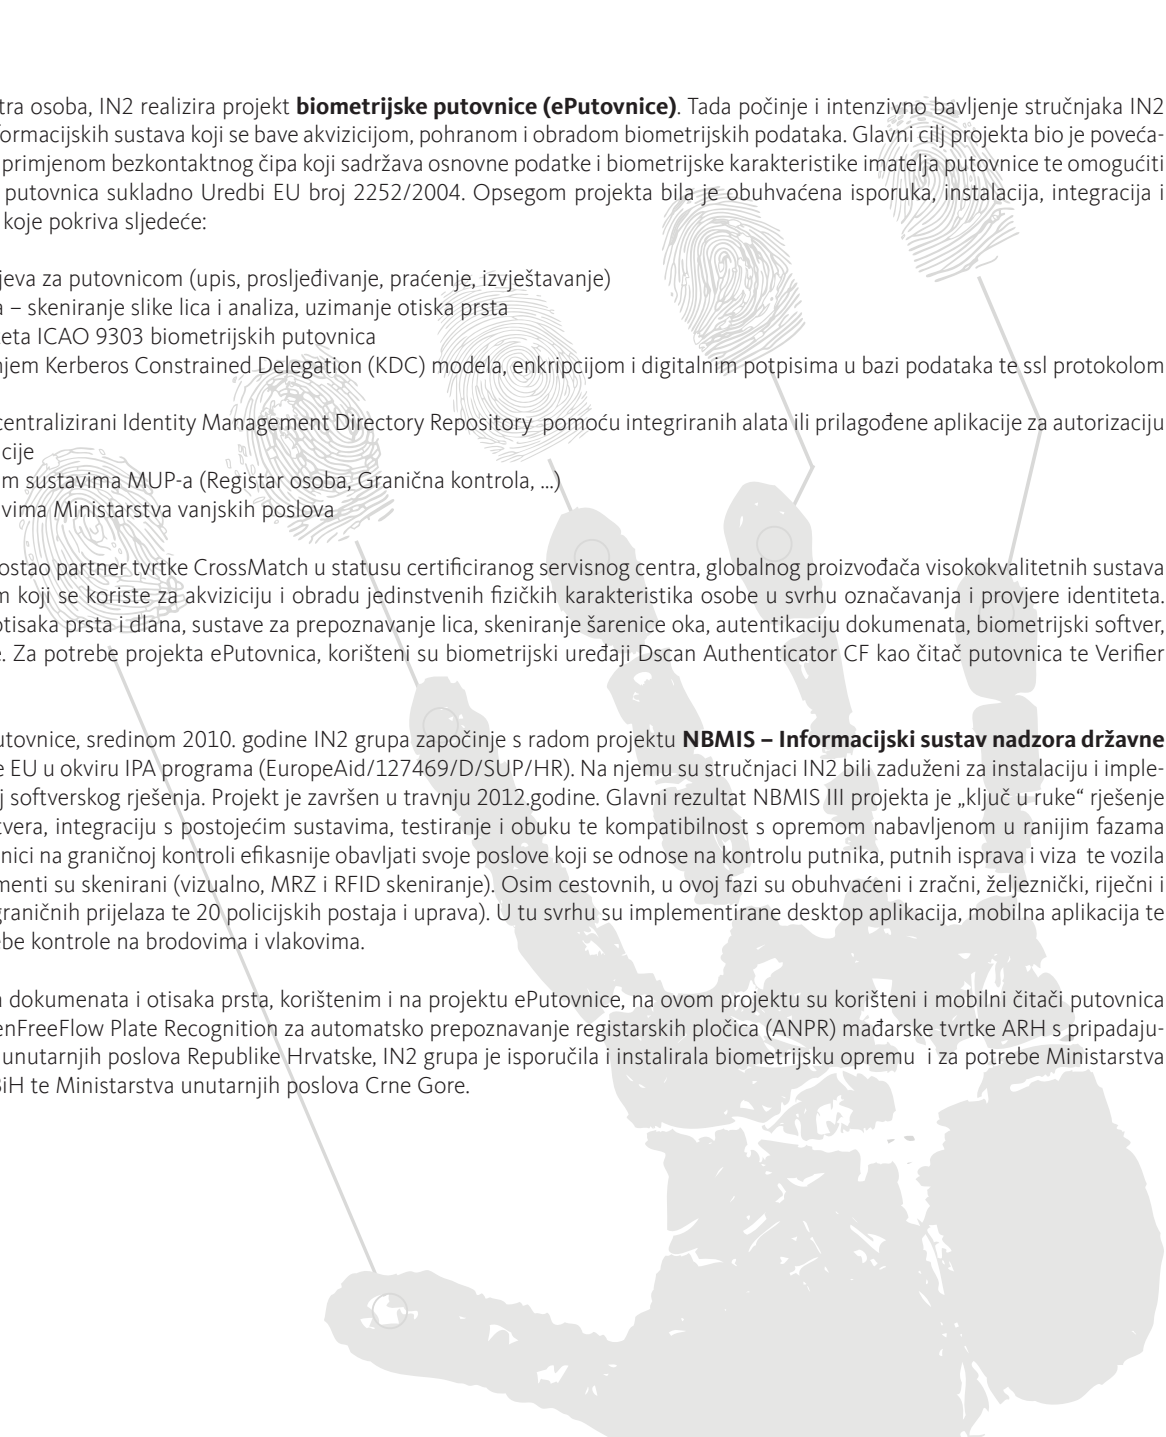 tra osoba, IN2 realizira projekt biometrijske putovnice (ePutovnice). Tada počinje i intenzivno bavljenje stručnjaka IN2
formacijskih sustava koji se bave akvizicijom, pohranom i obradom biometrijskih podataka. Glavni cilj projekta bio je poveća-
primjenom bezkontaktnog čipa koji sadržava osnovne podatke i biometrijske karakteristike imatelja putovnice te omogućiti
putovnica sukladno Uredbi EU broj 2252/2004. Opsegom projekta bila je obuhvaćena isporuka, instalacija, integracija i
koje pokriva sljedeće:
jeva za putovnicom (upis, prosljeđivanje, praćenje, izvještavanje)
a – skeniranje slike lica i analiza, uzimanje otiska prsta
eta ICAO 9303 biometrijskih putovnica
njem Kerberos Constrained Delegation (KDC) modela, enkripcijom i digitalnim potpisima u bazi podataka te ssl protokolom
centralizirani Identity Management Directory Repository pomoću integriranih alata ili prilagođene aplikacije za autorizaciju
cije
m sustavima MUP-a (Registar osoba, Granična kontrola, ...)
vima Ministarstva vanjskih poslova
ostao partner tvrtke CrossMatch u statusu certificiranog servisnog centra, globalnog proizvođača visokokvalitetnih sustava
m koji se koriste za akviziciju i obradu jedinstvenih fizičkih karakteristika osobe u svrhu označavanja i provjere identiteta.
otisaka prsta i dlana, sustave za prepoznavanje lica, skeniranje šarenice oka, autentikaciju dokumenata, biometrijski softver,
e. Za potrebe projekta ePutovnica, korišteni su biometrijski uređaji Dscan Authenticator CF kao čitač putovnica te Verifier
utovnice, sredinom 2010. godine IN2 grupa započinje s radom projektu NBMIS – Informacijski sustav nadzora državne
e EU u okviru IPA programa (EuropeAid/127469/D/SUP/HR). Na njemu su stručnjaci IN2 bili zaduženi za instalaciju i imple-
j softverskog rješenja. Projekt je završen u travnju 2012.godine. Glavni rezultat NBMIS III projekta je „ključ u ruke“ rješenje
tvera, integraciju s postojećim sustavima, testiranje i obuku te kompatibilnost s opremom nabavljenom u ranijim fazama
nici na graničnoj kontroli efikasnije obavljati svoje poslove koji se odnose na kontrolu putnika, putnih isprava i viza te vozila
menti su skenirani (vizualno, MRZ i RFID skeniranje). Osim cestovnih, u ovoj fazi su obuhvaćeni i zračni, željeznički, riječni i
graničnih prijelaza te 20 policijskih postaja i uprava). U tu svrhu su implementirane desktop aplikacija, mobilna aplikacija te
ebe kontrole na brodovima i vlakovima.
a dokumenata i otisaka prsta, korištenim i na projektu ePutovnice, na ovom projektu su korišteni i mobilni čitači putovnica
enFreeFlow Plate Recognition za automatsko prepoznavanje registarskih pločica (ANPR) mađarske tvrtke ARH s pripadaju-
unutarnjih poslova Republike Hrvatske, IN2 grupa je isporučila i instalirala biometrijsku opremu i za potrebe Ministarstva
BiH te Ministarstva unutarnjih poslova Crne Gore.